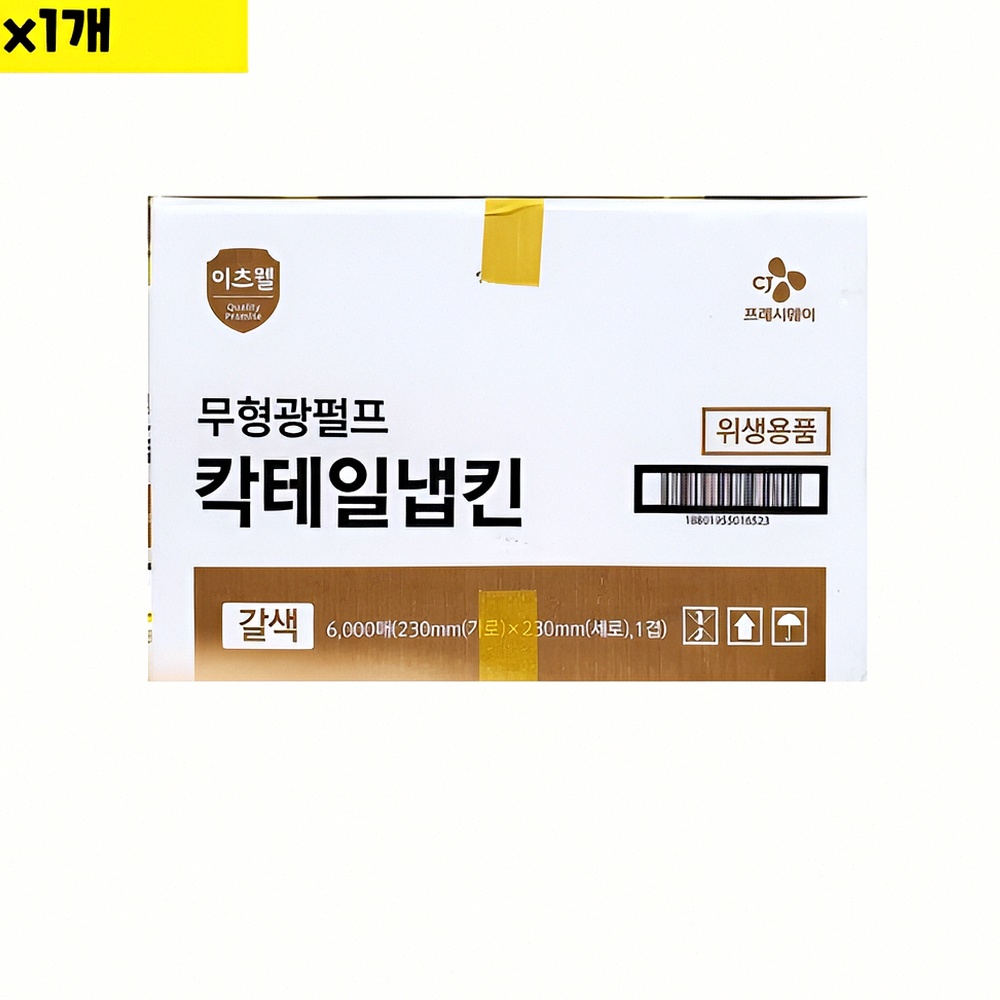 x1개
이츠웰
Quality
Promise
CJ
프레시웨이
무형광펄프
칵테일냅킨
위생용품
갈색
6,000매(230mm(가로)×230mm(세로),1겹)